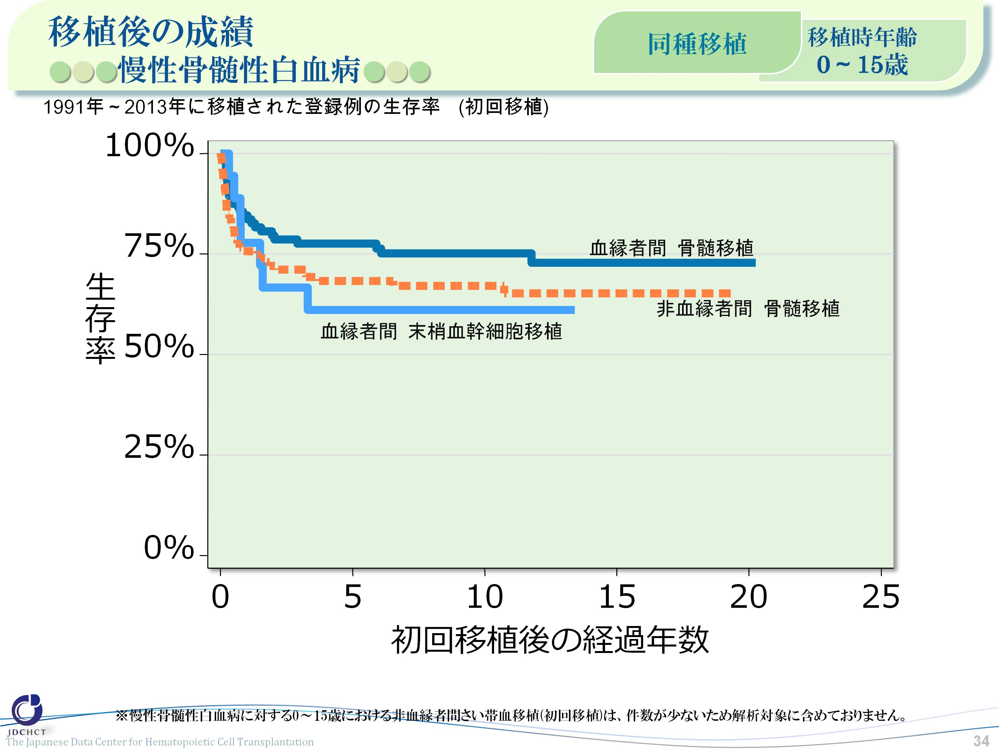 移植後の成績
慢性骨髄性白血病
同種移植
移植時年齢
0～15歳
1991年～2013年に移植された登録例の生存率　(初回移植)
100%
75%
50%
25%
0%
生存率
血縁者間 骨髄移植
非血縁者間 骨髄移植
血縁者間 末梢血幹細胞移植
0 5 10 15 20 25
初回移植後の経過年数
※慢性骨髄性白血病に対する0～15歳における非血縁者間さい帯血移植(初回移植)は、件数が少ないため解析対象に含めておりません。
JDCHCT
The Japanese Data Center for Hematopoietic Cell Transplantation
34